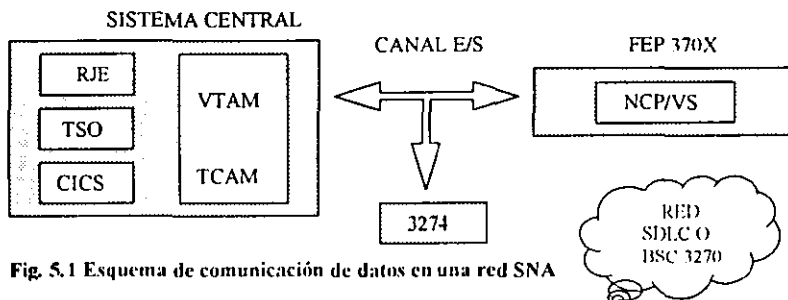 SISTEMA CENTRAL
CANAL E/S
FEP 370X
RJE
TSO
CICS
VTAM
TCAM
NCP/VS
3274
RED
SDLC O
BSC 3270
Fig. 5.1 Esquema de comunicación de datos en una red SNA